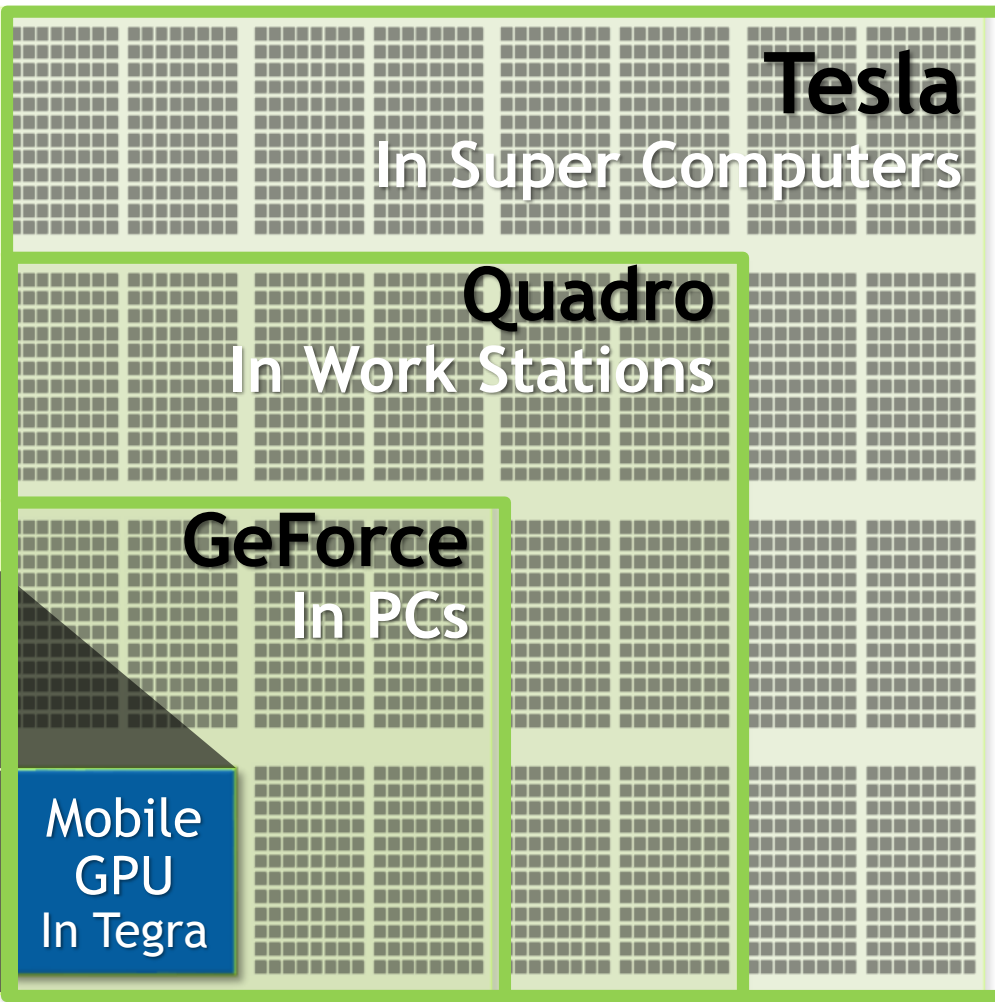 Tesla
In Super Computers
Quadro
In Work Stations
GeForce
In PCs
Mobile
GPU
In Tegra